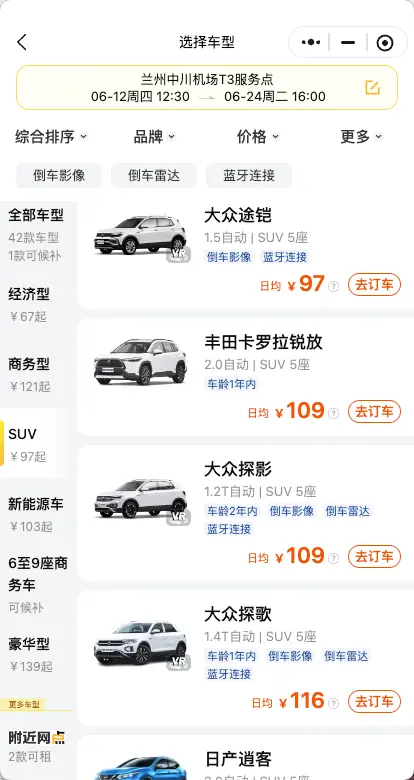 选择车型
兰州中川机场T3服务点
06-12周四 12:30 → 06-24周二 16:00
综合排序 品牌 价格 更多
倒车影像 倒车雷达 蓝牙连接
全部车型
42款车型
1款可候补
经济型
￥67起
商务型
￥121起
SUV
￥97起
新能源车
￥103起
6至9座商
务车
可候补
豪华型
￥139起
更多车型
附近网点
2款可租
大众途铠
1.5自动 | SUV 5座
倒车影像 蓝牙连接
日均 ￥97 ? 去订车
YR
丰田卡罗拉锐放
2.0自动 | SUV 5座
车龄1年内
日均 ￥109 ? 去订车
大众探影
1.2T自动 | SUV 5座
车龄2年内 倒车影像 倒车雷达
蓝牙连接
日均 ￥109 ? 去订车
YR
大众探歌
1.4T自动 | SUV 5座
车龄1年内 倒车影像 倒车雷达
蓝牙连接
日均 ￥116 ? 去订车
YR
日产逍客
2.0自动 | SUV 5座